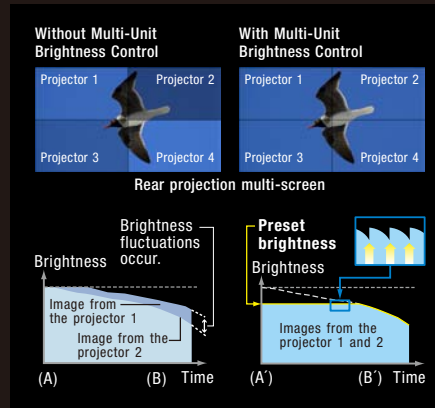 Without Multi-Unit
Brightness Control
With Multi-Unit
Brightness Control
Projector 1
Projector 2
Projector 3
Projector 4
Projector 1
Projector 2
Projector 3
Projector 4
Rear projection multi-screen
Brightness
fluctuations
occur.
Brightness
Image from
the projector 1
Image from the
projector 2
(A)
(B)
Time
Preset
brightness
Brightness
Images from the
projector 1 and 2
(A´)
(B´)
Time